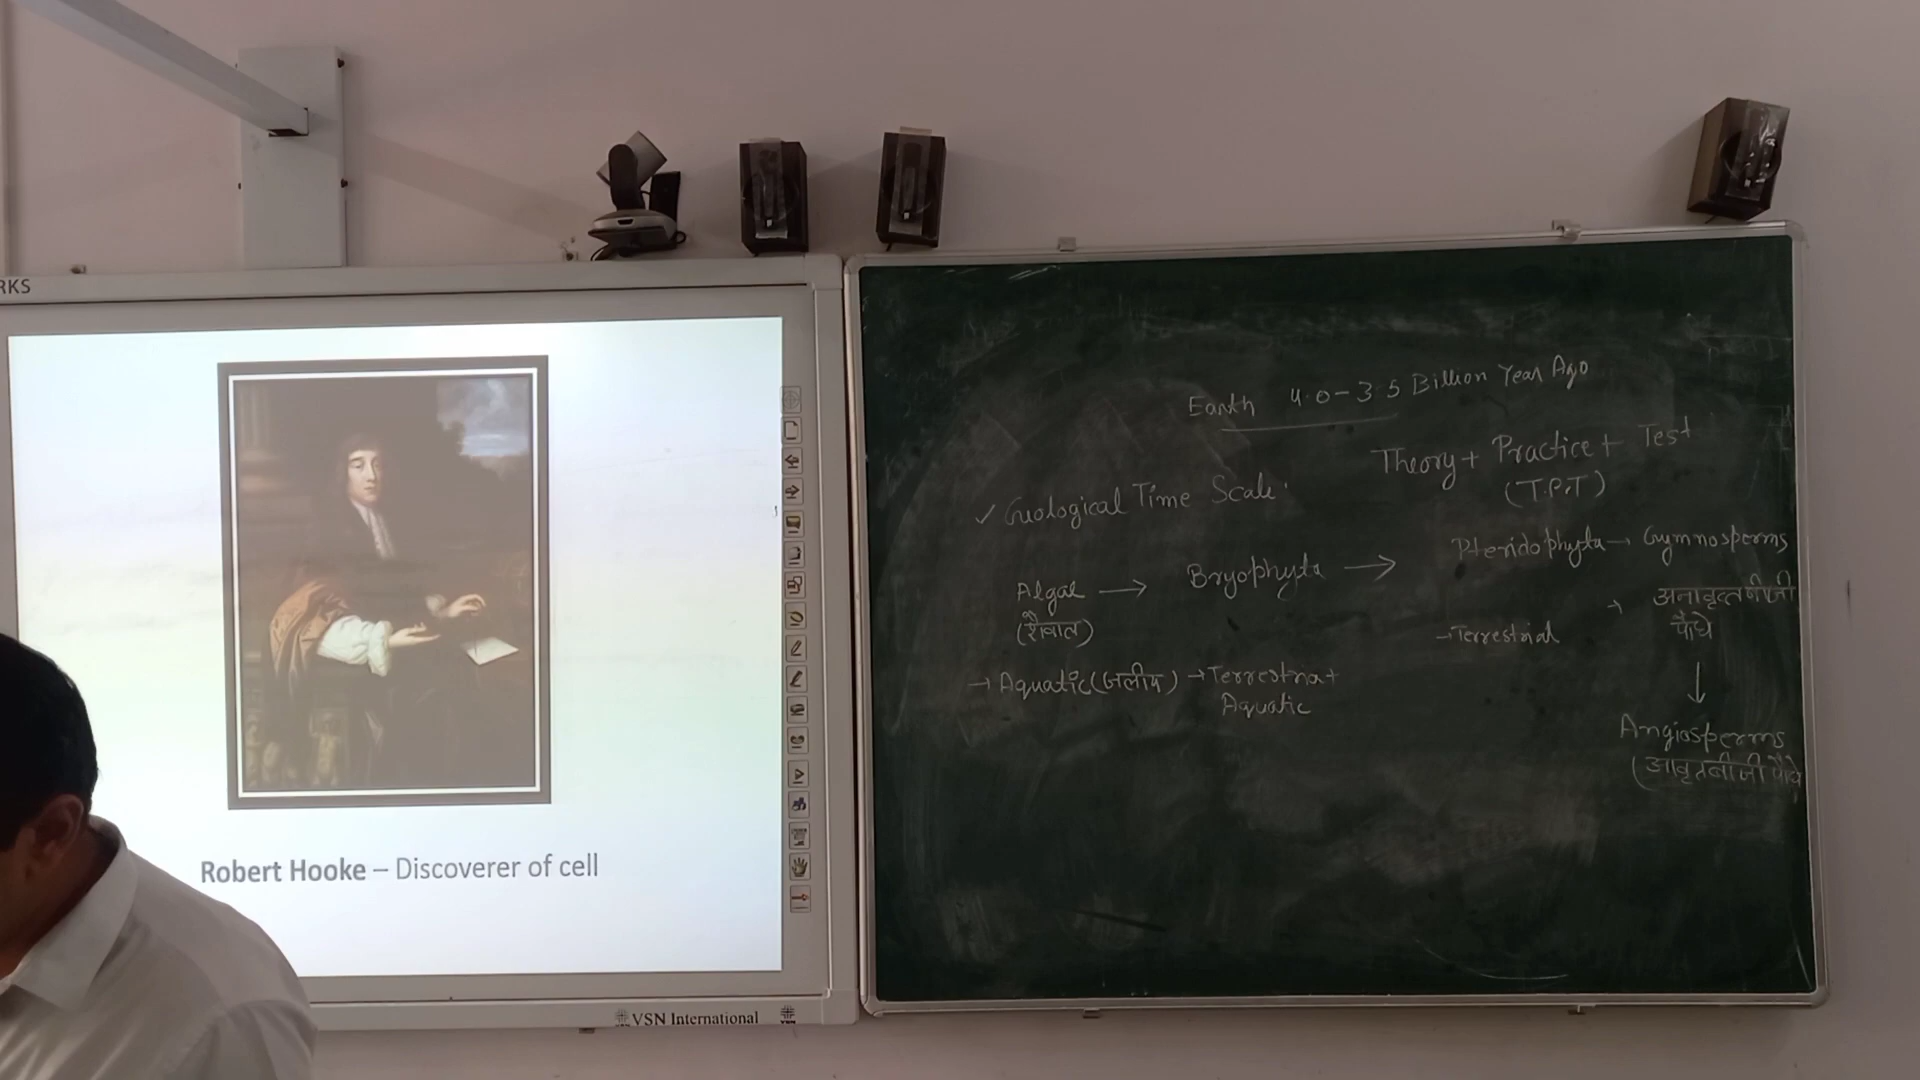 RKS
Robert Hooke – Discoverer of cell
VSN International
Earth 4.0-3.5 Billion Year Ago
Theory + Practice + Test
(T.P.T)
✓ Geological Time Scale.
Algae → Bryophyta → Pteridophyta → Gymnosperms
(शैवाल)
→ अनावृत्तबीजी
पौधे
→ Aquatic (जलीय) → Terrestria +
Aquatic
→ Terrestrial
↓
Angiosperms
(आवृतबीजी पौधे